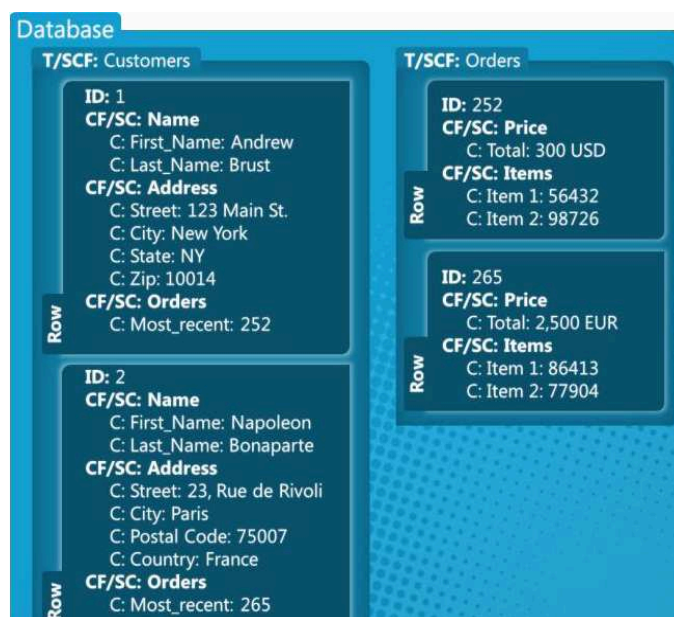 Database
T/SCF: Customers
ID: 1
CF/SC: Name
C: First_Name: Andrew
C: Last_Name: Brust
CF/SC: Address
C: Street: 123 Main St.
C: City: New York
C: State: NY
C: Zip: 10014
CF/SC: Orders
C: Most_recent: 252
Row
ID: 2
CF/SC: Name
C: First_Name: Napoleon
C: Last_Name: Bonaparte
CF/SC: Address
C: Street: 23, Rue de Rivoli
C: City: Paris
C: Postal Code: 75007
C: Country: France
CF/SC: Orders
C: Most_recent: 265
Row
T/SCF: Orders
ID: 252
CF/SC: Price
C: Total: 300 USD
CF/SC: Items
C: Item 1: 56432
C: Item 2: 98726
Row
ID: 265
CF/SC: Price
C: Total: 2,500 EUR
CF/SC: Items
C: Item 1: 86413
C: Item 2: 77904
Row